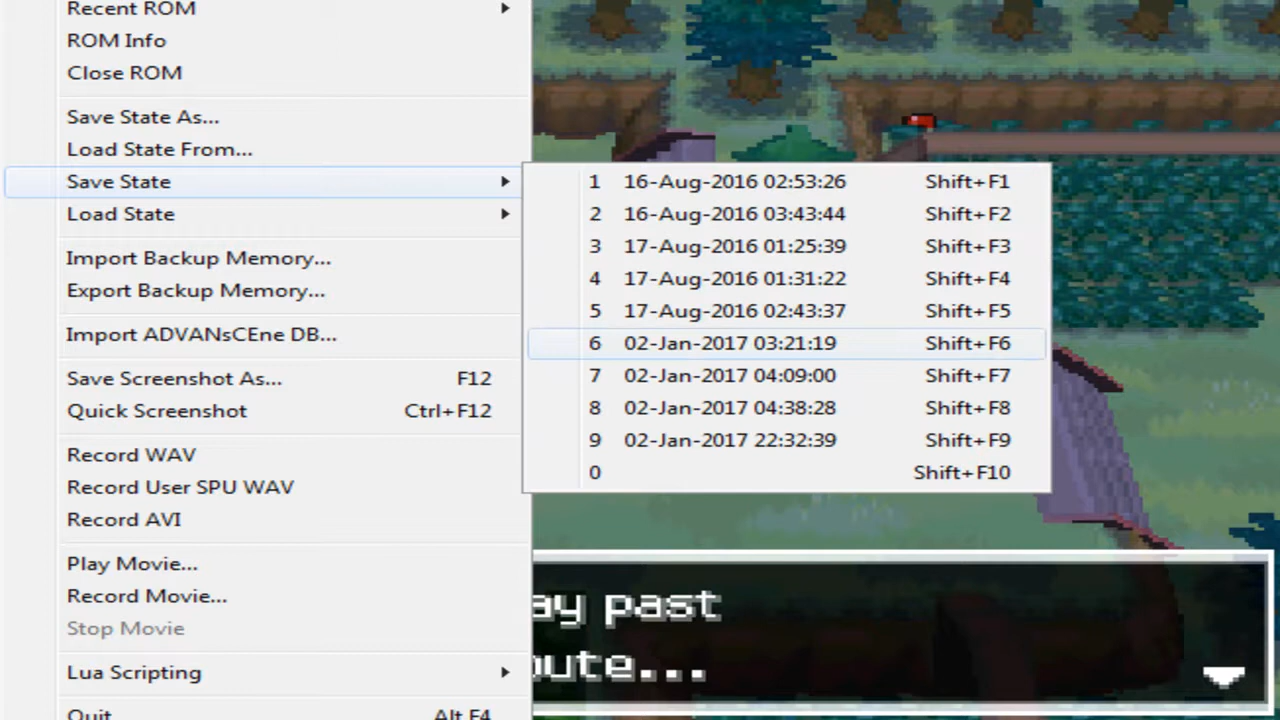 Recent ROM
ROM Info
Close ROM
Save State As...
Load State From...
Save State
Load State
Import Backup Memory...
Export Backup Memory...
Import ADVANsCEne DB...
Save Screenshot As... F12
Quick Screenshot Ctrl+F12
Record WAV
Record User SPU WAV
Record AVI
Play Movie...
Record Movie...
Stop Movie
Lua Scripting
Quit Alt F4
1 16-Aug-2016 02:53:26 Shift+F1
2 16-Aug-2016 03:43:44 Shift+F2
3 17-Aug-2016 01:25:39 Shift+F3
4 17-Aug-2016 01:31:22 Shift+F4
5 17-Aug-2016 02:43:37 Shift+F5
6 02-Jan-2017 03:21:19 Shift+F6
7 02-Jan-2017 04:09:00 Shift+F7
8 02-Jan-2017 04:38:28 Shift+F8
9 02-Jan-2017 22:32:39 Shift+F9
0 Shift+F10
ay past
oute...